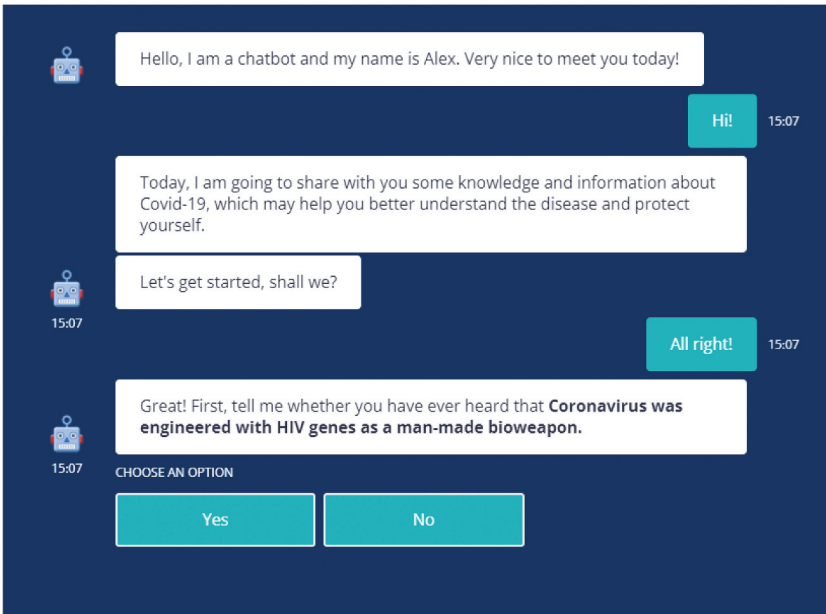 Hello, I am a chatbot and my name is Alex. Very nice to meet you today!
Hi!
15:07
Today, I am going to share with you some knowledge and information about
Covid-19, which may help you better understand the disease and protect
yourself.
Let's get started, shall we?
15:07
All right!
15:07
Great! First, tell me whether you have ever heard that Coronavirus was
engineered with HIV genes as a man-made bioweapon.
15:07
CHOOSE AN OPTION
Yes
No